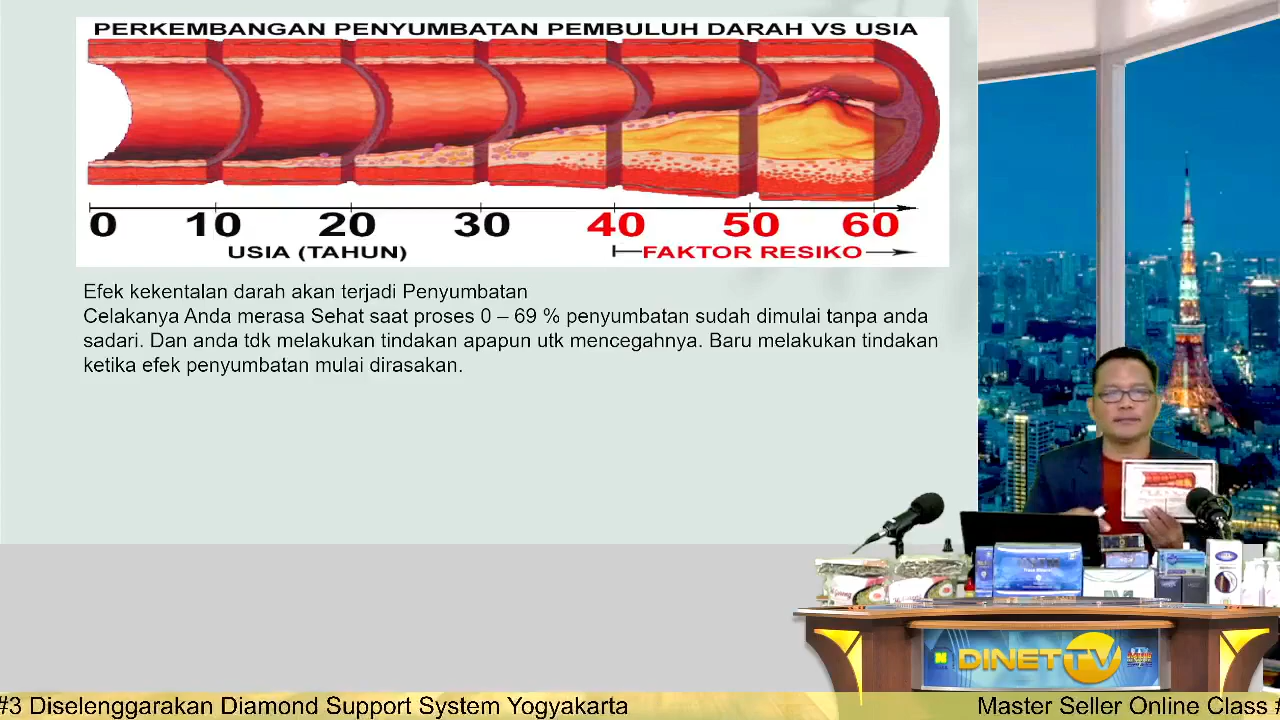 PERKEMBANGAN PENYUMBATAN PEMBULUH DARAH VS USIA
0 10 20 30 40 50 60
USIA (TAHUN) FAKTOR RESIKO
Efek kekentalan darah akan terjadi Penyumbatan
Celakanya Anda merasa Sehat saat proses 0 – 69 % penyumbatan sudah dimulai tanpa anda
sadari. Dan anda tdk melakukan tindakan apapun utk mencegahnya. Baru melakukan tindakan
ketika efek penyumbatan mulai dirasakan.
DINET TV
#3 Diselenggarakan Diamond Support System Yogyakarta
Master Seller Online Class #